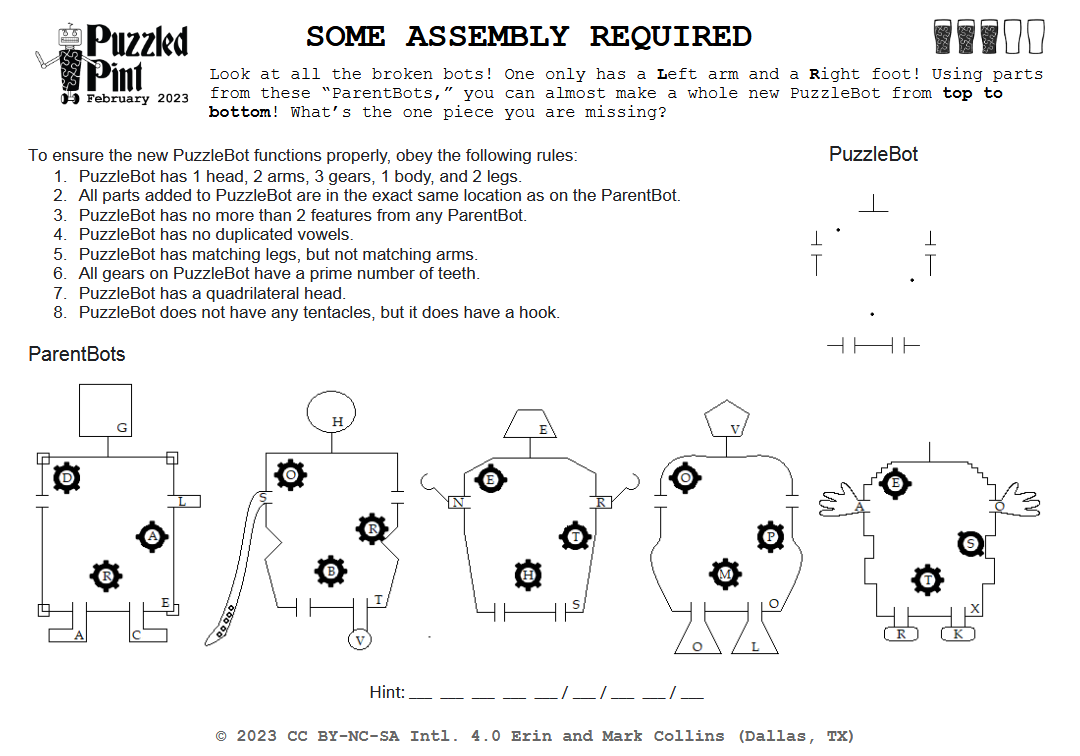 Puzzled
Pint
February 2023
SOME ASSEMBLY REQUIRED
Look at all the broken bots! One only has a Left arm and a Right foot! Using parts
from these “ParentBots,” you can almost make a whole new PuzzleBot from top to
bottom! What’s the one piece you are missing?
To ensure the new PuzzleBot functions properly, obey the following rules:
1. PuzzleBot has 1 head, 2 arms, 3 gears, 1 body, and 2 legs.
2. All parts added to PuzzleBot are in the exact same location as on the ParentBot.
3. PuzzleBot has no more than 2 features from any ParentBot.
4. PuzzleBot has no duplicated vowels.
5. PuzzleBot has matching legs, but not matching arms.
6. All gears on PuzzleBot have a prime number of teeth.
7. PuzzleBot has a quadrilateral head.
8. PuzzleBot does not have any tentacles, but it does have a hook.
PuzzleBot
ParentBots
G
D
L
A
R
E
A C
H
O
S
R
B
T
V
E
E
N R
T
H
S
V
O
P
M
O
O L
E
A O
S
T
X
R K
Hint: __ __ __ __ __ / __ / __ __ / __
© 2023 CC BY-NC-SA Intl. 4.0 Erin and Mark Collins (Dallas, TX)